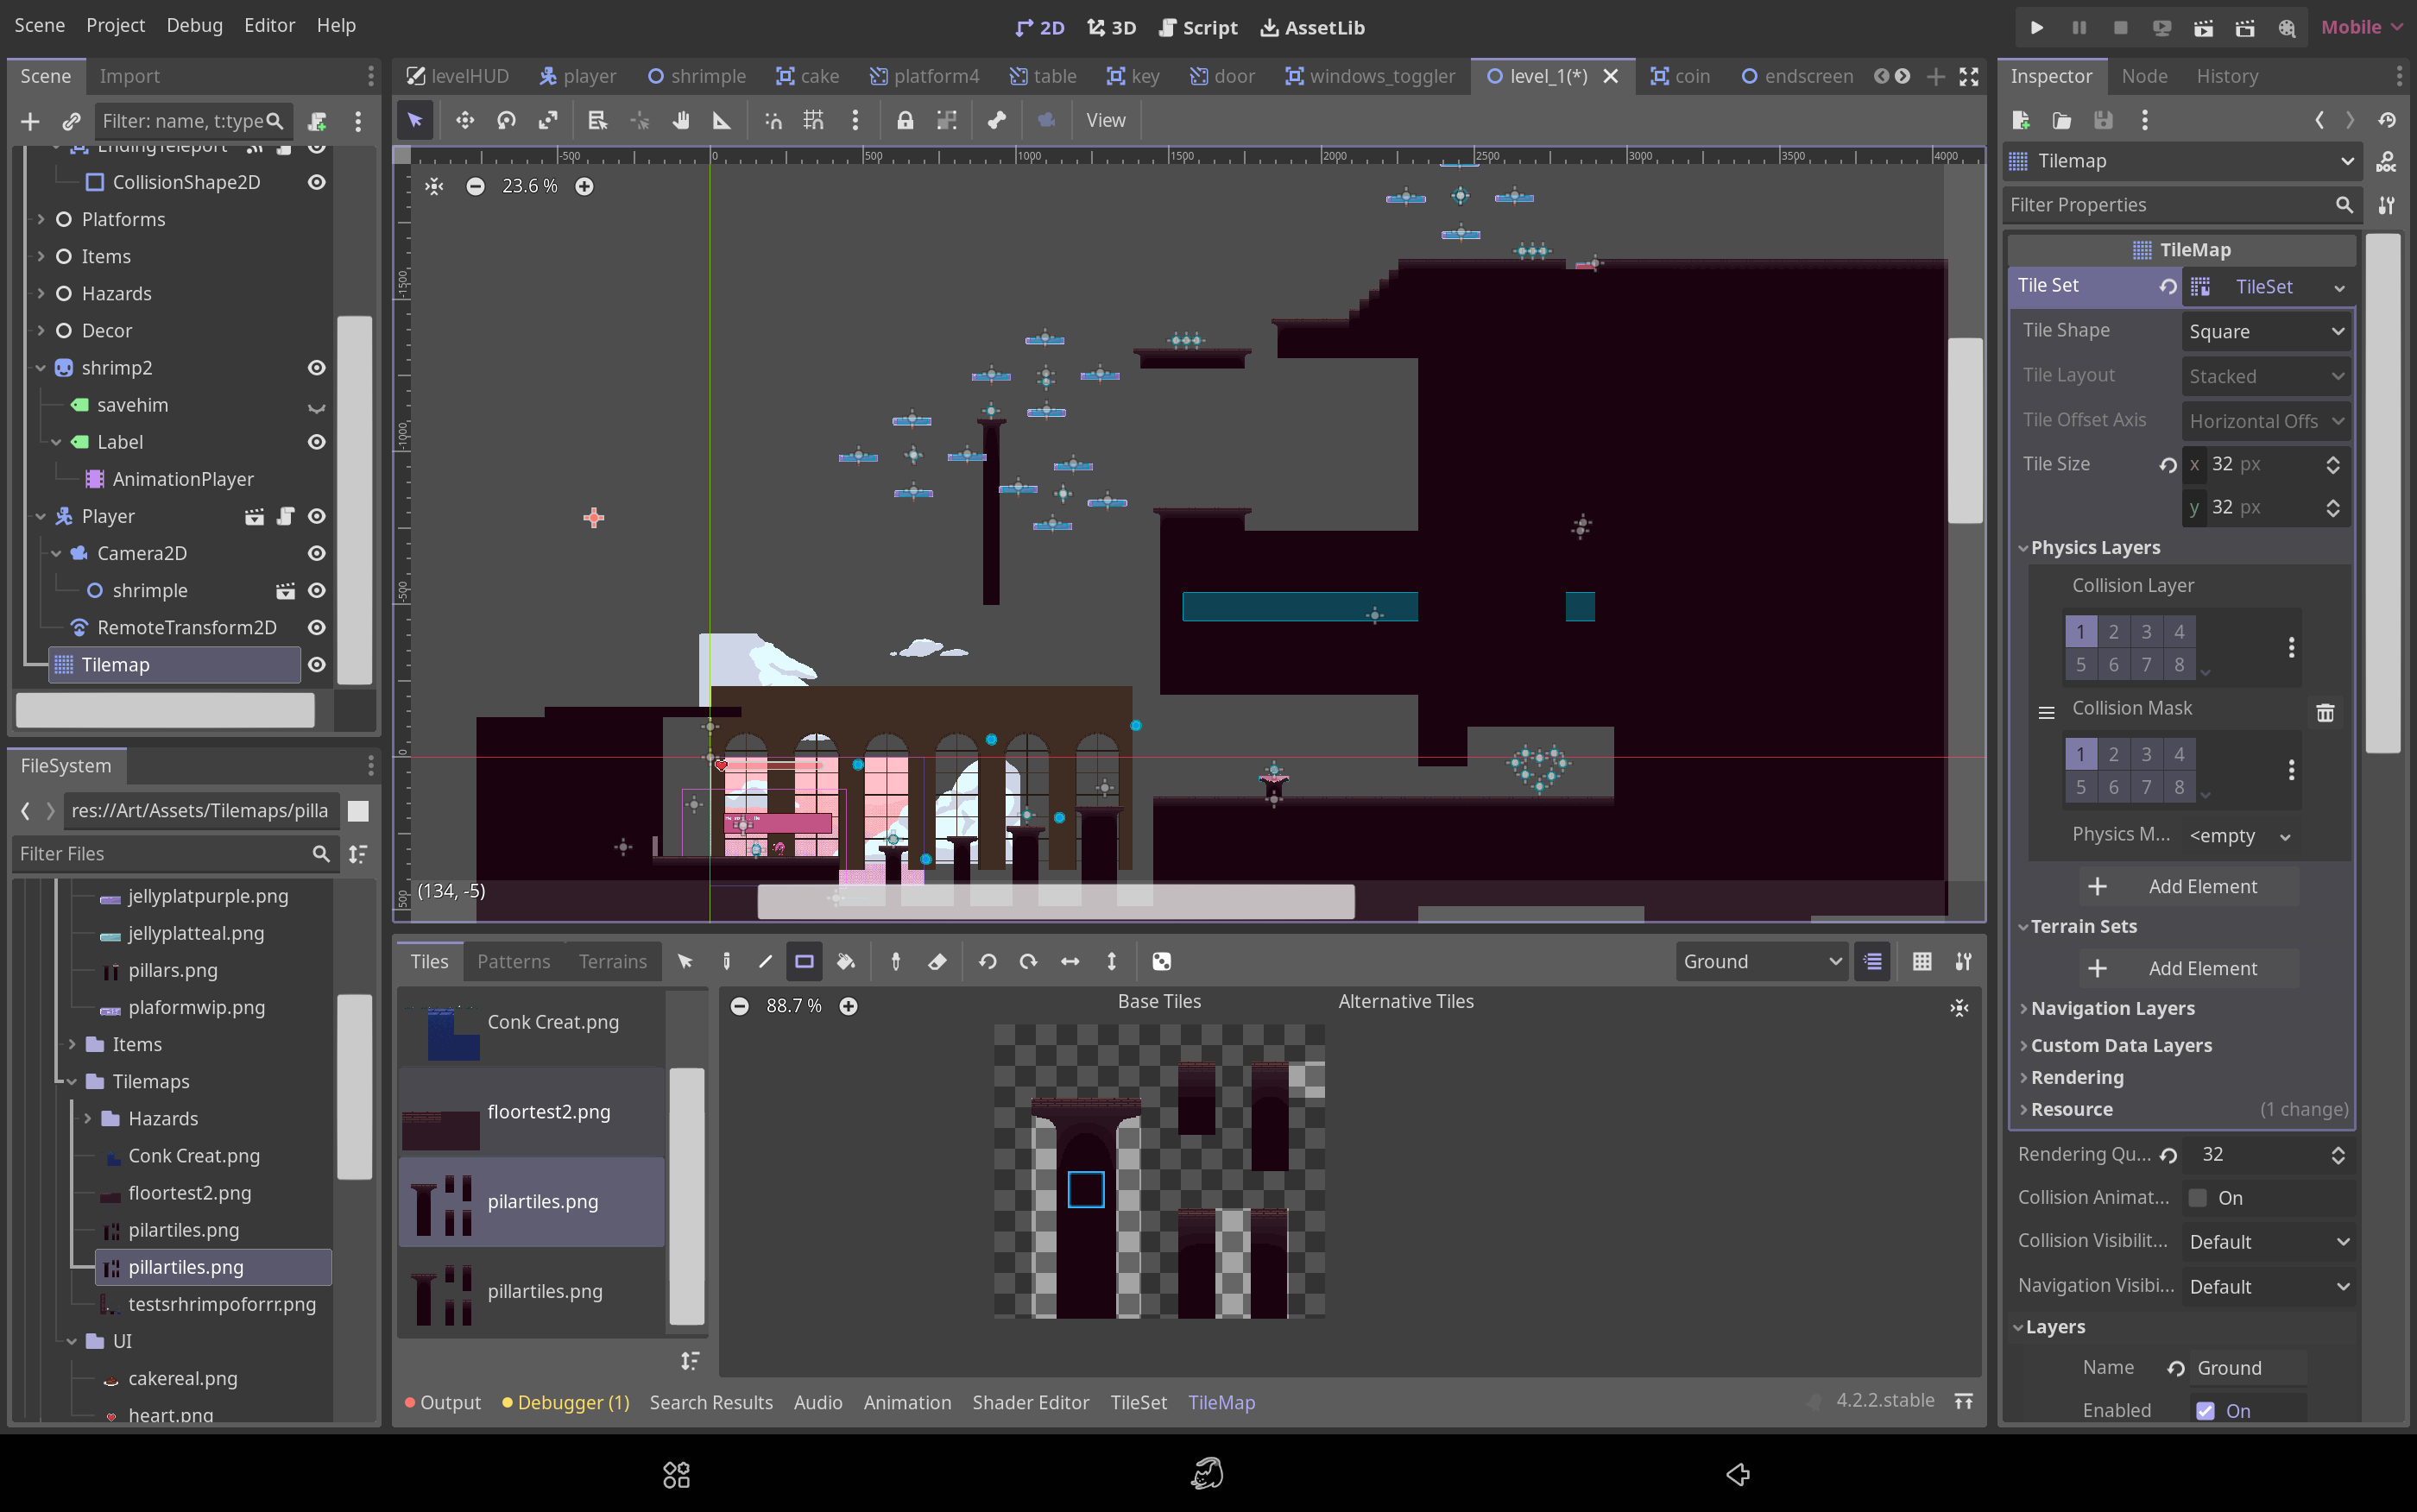 Scene Project Debug Editor Help
2D 3D Script AssetLib
Mobile
Scene Import
levelHUD player shrimple cake platform4 table key door windows_toggler level_1(*) coin endscreen
Inspector Node History
Filter: name, t:type
View
EndingTeleport
CollisionShape2D
Platforms
Items
Hazards
Decor
shrimp2
savehim
Label
AnimationPlayer
Player
Camera2D
shrimple
RemoteTransform2D
Tilemap
-500 0 500 1000 1500 2000 2500 3000 3500 4000
23.6 %
-1500
-1000
-500
0
500
(134, -5)
Tilemap
Filter Properties
TileMap
Tile Set TileSet
Tile Shape Square
Tile Layout Stacked
Tile Offset Axis Horizontal Offs
Tile Size x 32 px
y 32 px
Physics Layers
Collision Layer
1 2 3 4
5 6 7 8
Collision Mask
1 2 3 4
5 6 7 8
Physics M... <empty
Add Element
Terrain Sets
Add Element
Navigation Layers
Custom Data Layers
Rendering
Resource (1 change)
Rendering Qu... 32
Collision Animat... On
Collision Visibilit... Default
Navigation Visibi... Default
Layers
Name Ground
Enabled On
FileSystem
res://Art/Assets/Tilemaps/pilla
Filter Files
jellyplatpurple.png
jellyplatteal.png
pillars.png
plaformwip.png
Items
Tilemaps
Hazards
Conk Creat.png
floortest2.png
pilartiles.png
pillartiles.png
testsrhrimpoforrr.png
UI
cakereal.png
heart.png
Tiles Patterns Terrains
Ground
Conk Creat.png
floortest2.png
pilartiles.png
pillartiles.png
88.7 %
Base Tiles Alternative Tiles
Output Debugger (1) Search Results Audio Animation Shader Editor TileSet TileMap
4.2.2.stable